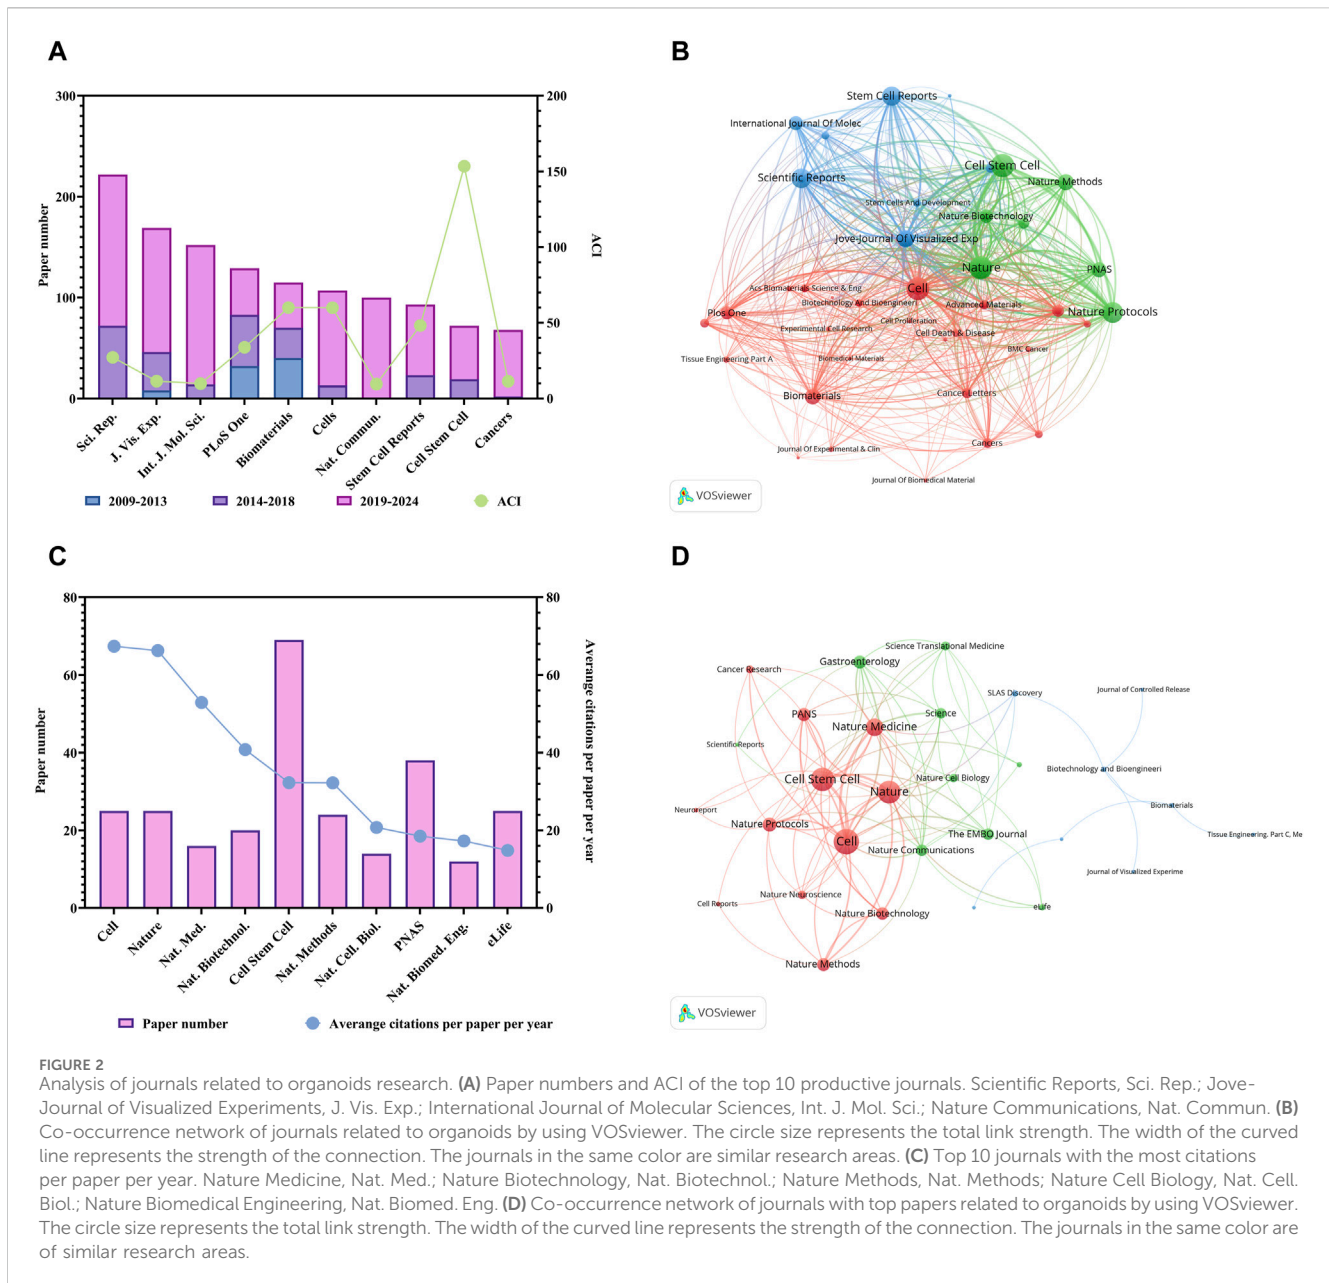 A
300
200
100
0
Paper number
200
150
100
50
0
ACI
Sci. Rep.
J. Vis. Exp.
Int. J. Mol. Sci.
PLoS One
Biomaterials
Cells
Nat. Commun.
Stem Cell Reports
Cell Stem Cell
Cancers
2009-2013
2014-2018
2019-2024
ACI
B
Stem Cell Reports
International Journal Of Molec
Cell Stem Cell
Scientific Reports
Nature Methods
Stem Cells And Development
Nature Biotechnology
Jove-Journal Of Visualized Exp
Nature
PNAS
Cell
Acs Biomaterials Science & Eng
Biotechnology And Bioengineeri
Advanced Materials
Plos One
Nature Protocols
Cell Proliferation
Experimental Cell Research
Cell Death & Disease
BMC Cancer
Tissue Engineering Part A
Biomedical Materials
Biomaterials
Cancer Letters
Cancers
Journal Of Experimental & Clin
Journal Of Biomedical Material
VOSviewer
C
80
60
40
20
0
Paper number
80
60
40
20
0
Averange citations per paper per year
Cell
Nature
Nat. Med.
Nat. Biotechnol.
Cell Stem Cell
Nat. Methods
Nat. Cell. Biol.
PNAS
Nat. Biomed. Eng.
eLife
Paper number
Averange citations per paper per year
D
Science Translational Medicine
Gastroenterology
Cancer Research
SLAS Discovery
Journal of Controlled Release
PANS
Science
Nature Medicine
Scientific Reports
Cell Stem Cell
Nature Cell Biology
Biotechnology and Bioengineeri
Nature
Neuroreport
Biomaterials
Nature Protocols
The EMBO Journal
Tissue Engineering. Part C, Me
Cell
Nature Communications
Journal of Visualized Experime
Nature Neuroscience
Cell Reports
Nature Biotechnology
eLife
Nature Methods
VOSviewer
FIGURE 2
Analysis of journals related to organoids research. (A) Paper numbers and ACI of the top 10 productive journals. Scientific Reports, Sci. Rep.; Jove-
Journal of Visualized Experiments, J. Vis. Exp.; International Journal of Molecular Sciences, Int. J. Mol. Sci.; Nature Communications, Nat. Commun. (B)
Co-occurrence network of journals related to organoids by using VOSviewer. The circle size represents the total link strength. The width of the curved
line represents the strength of the connection. The journals in the same color are similar research areas. (C) Top 10 journals with the most citations
per paper per year. Nature Medicine, Nat. Med.; Nature Biotechnology, Nat. Biotechnol.; Nature Methods, Nat. Methods; Nature Cell Biology, Nat. Cell.
Biol.; Nature Biomedical Engineering, Nat. Biomed. Eng. (D) Co-occurrence network of journals with top papers related to organoids by using VOSviewer.
The circle size represents the total link strength. The width of the curved line represents the strength of the connection. The journals in the same color are
of similar research areas.